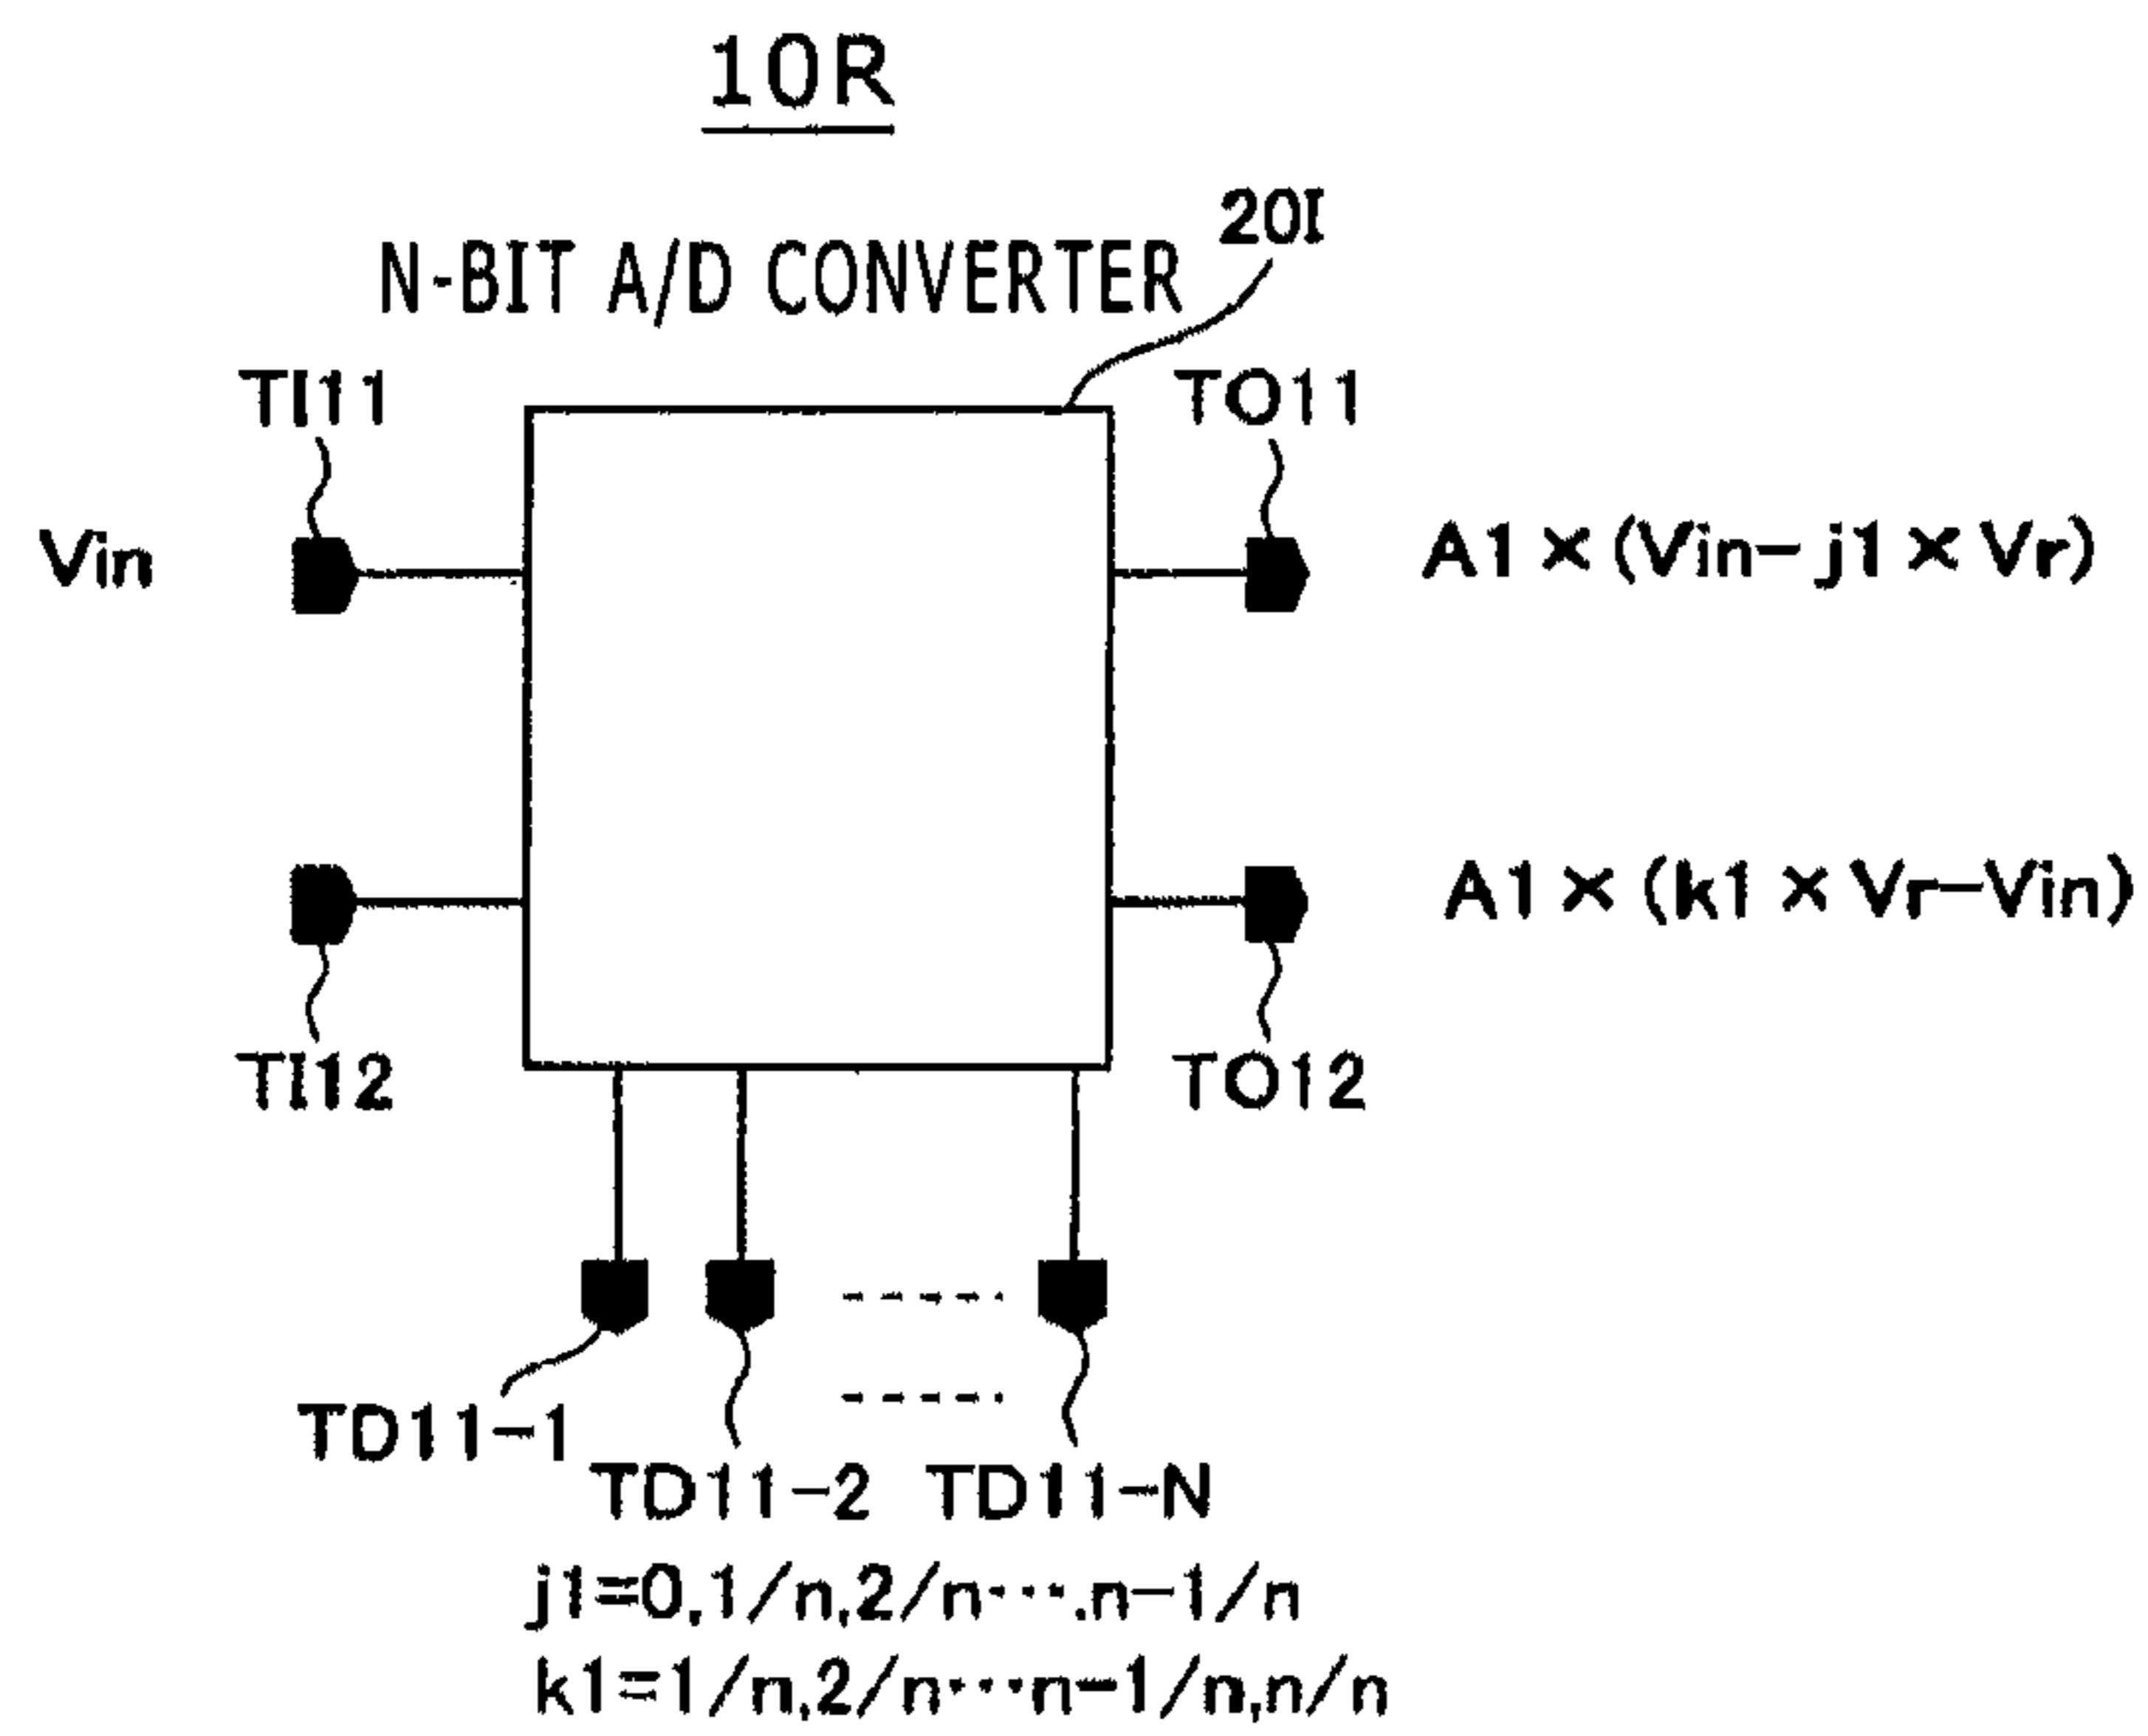 10R
20I
N-BIT A/D CONVERTER
TI11
TO11
Vin
A1×(Vin-j1×Vr)
A1×(k1×Vr-Vin)
TI12
TO12
TD11-1
TD11-2
TD11-N
j1=0,1/n,2/n···.n-1/n
k1=1/n,2/n···n-1/n,n/n